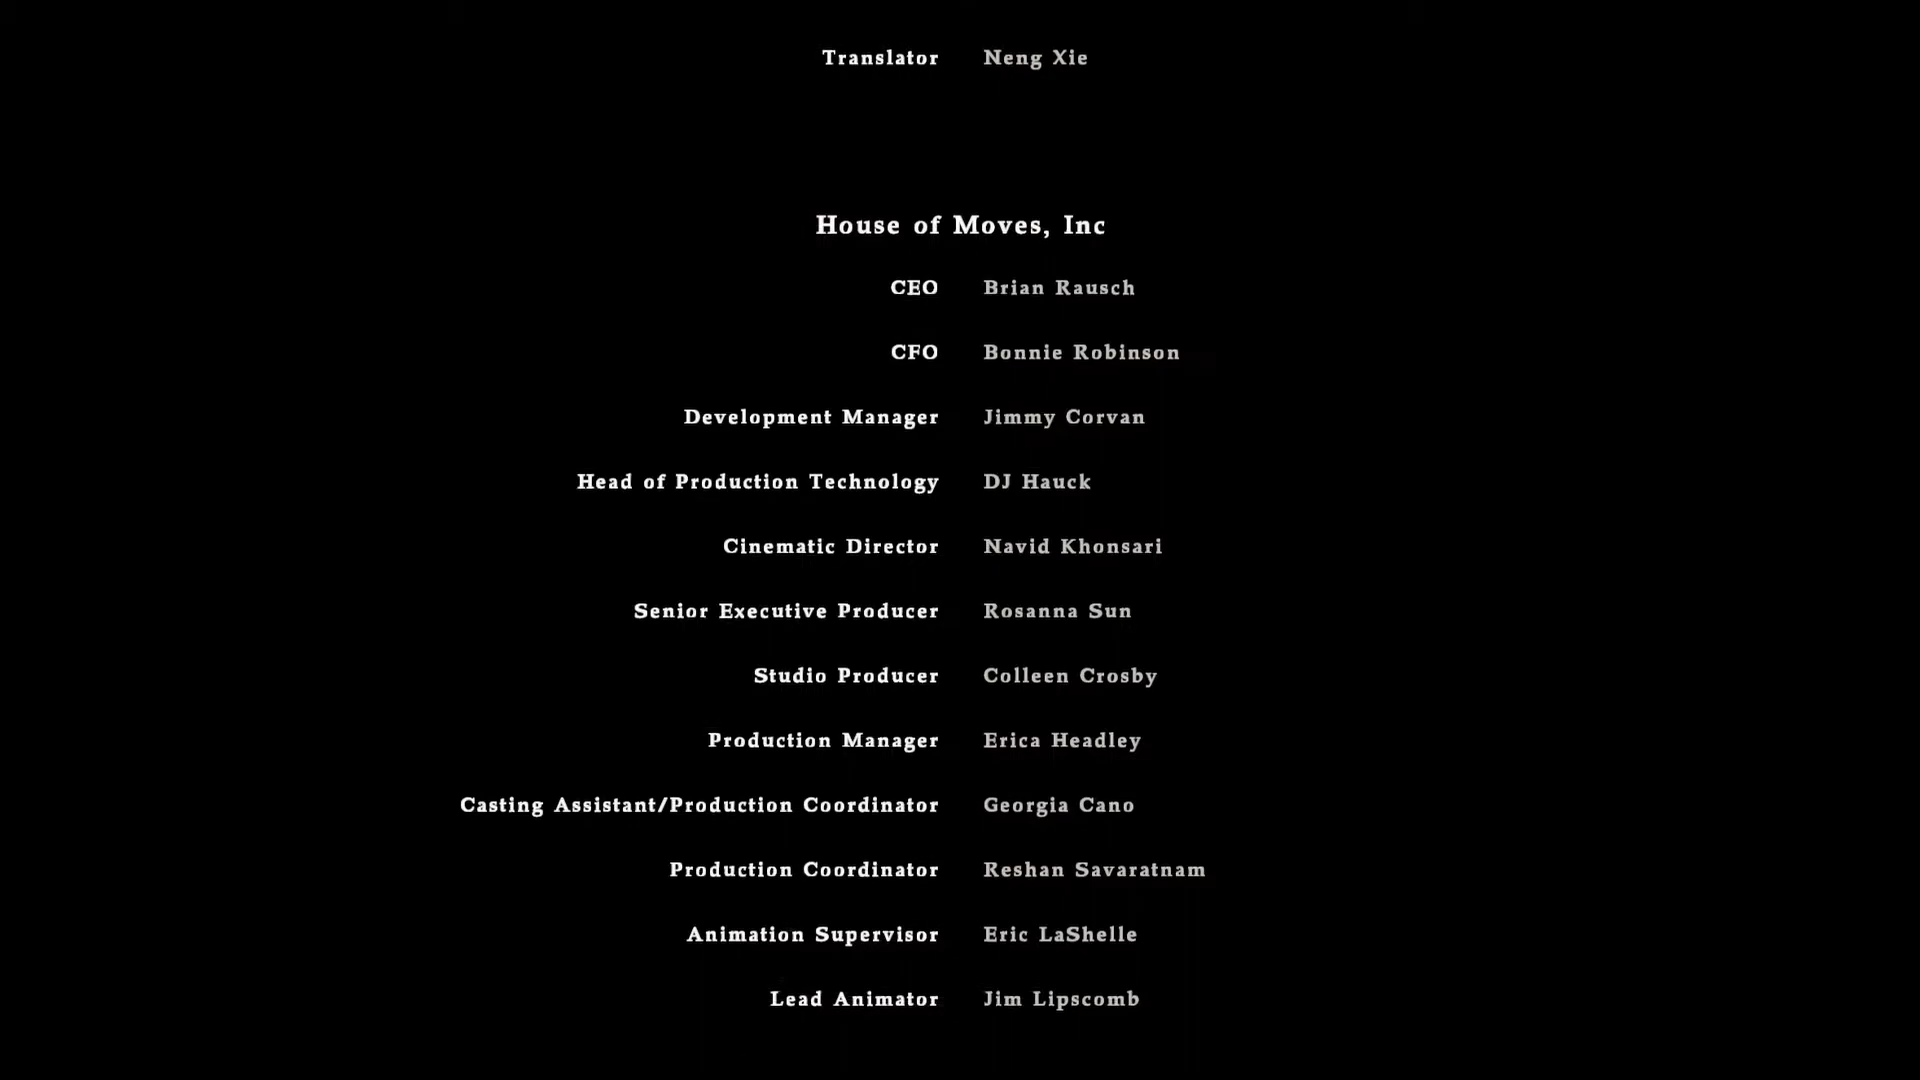 Translator Neng Xie
House of Moves, Inc
CEO Brian Rausch
CFO Bonnie Robinson
Development Manager Jimmy Corvan
Head of Production Technology DJ Hauck
Cinematic Director Navid Khonsari
Senior Executive Producer Rosanna Sun
Studio Producer Colleen Crosby
Production Manager Erica Headley
Casting Assistant/Production Coordinator Georgia Cano
Production Coordinator Reshan Savaratnam
Animation Supervisor Eric LaShelle
Lead Animator Jim Lipscomb